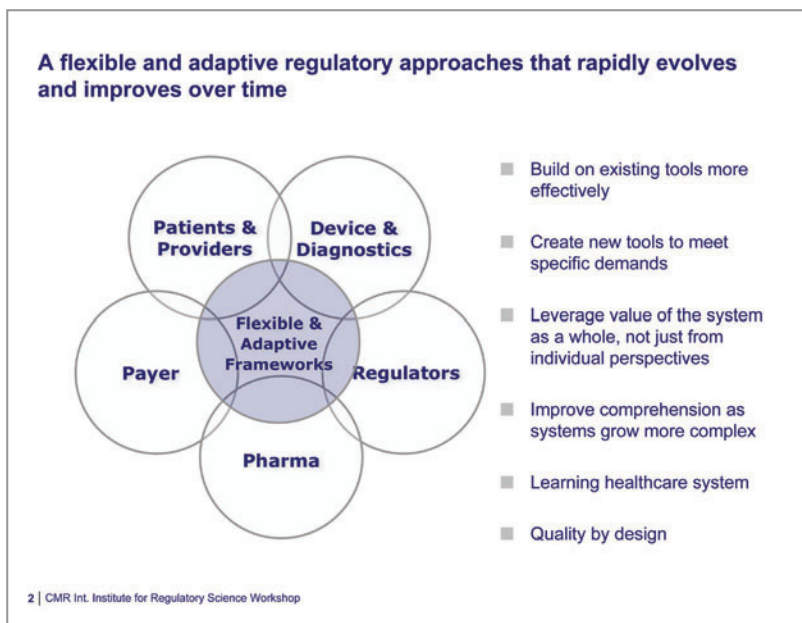 A flexible and adaptive regulatory approaches that rapidly evolves
and improves over time
Patients &
Providers
Device &
Diagnostics
Flexible &
Adaptive
Frameworks
Payer
Regulators
Pharma
Build on existing tools more
effectively
Create new tools to meet
specific demands
Leverage value of the system
as a whole, not just from
individual perspectives
Improve comprehension as
systems grow more complex
Learning healthcare system
Quality by design
2 | CMR Int. Institute for Regulatory Science Workshop